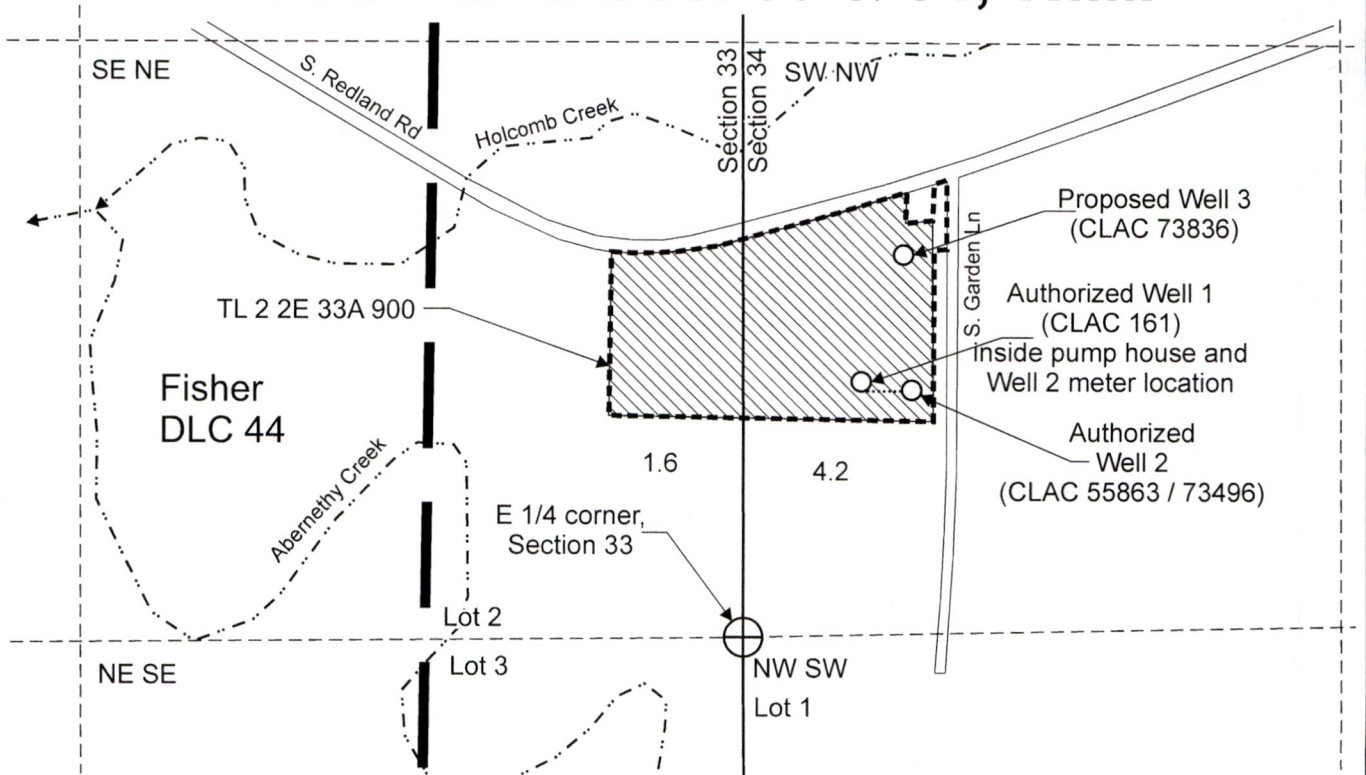 SE NE
S. Redland Rd
Holcomb Creek
Section 33
Section 34
SW NW
Proposed Well 3
(CLAC 73836)
S. Garden Ln
Authorized Well 1
(CLAC 161)
inside pump house and
Well 2 meter location
TL 2 2E 33A 900
Fisher
DLC 44
Authorized
Well 2
(CLAC 55863 / 73496)
1.6
4.2
Abernethy Creek
E 1/4 corner,
Section 33
Lot 2
Lot 3
NE SE
NW SW
Lot 1